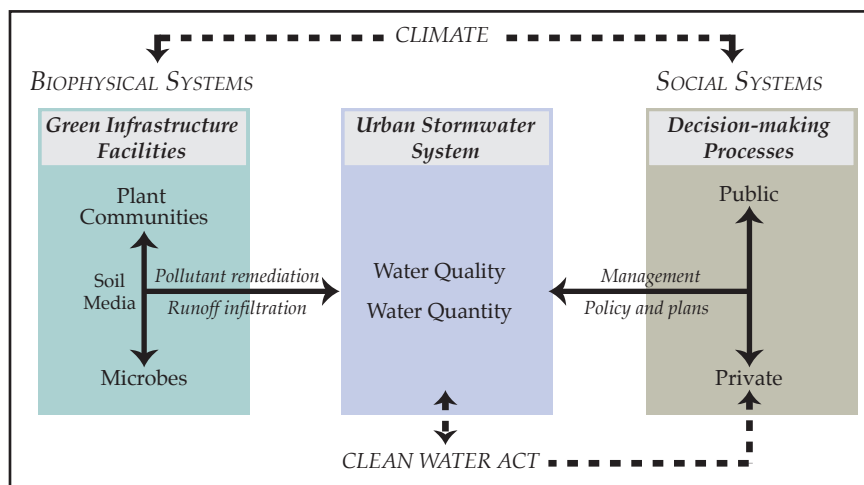 CLIMATE
BIOPHYSICAL SYSTEMS
SOCIAL SYSTEMS
Green Infrastructure
Facilities
Urban Stormwater
System
Decision-making
Processes
Plant
Communities
Soil
Media
Pollutant remediation
Runoff infiltration
Microbes
Water Quality
Water Quantity
Public
Management
Policy and plans
Private
CLEAN WATER ACT